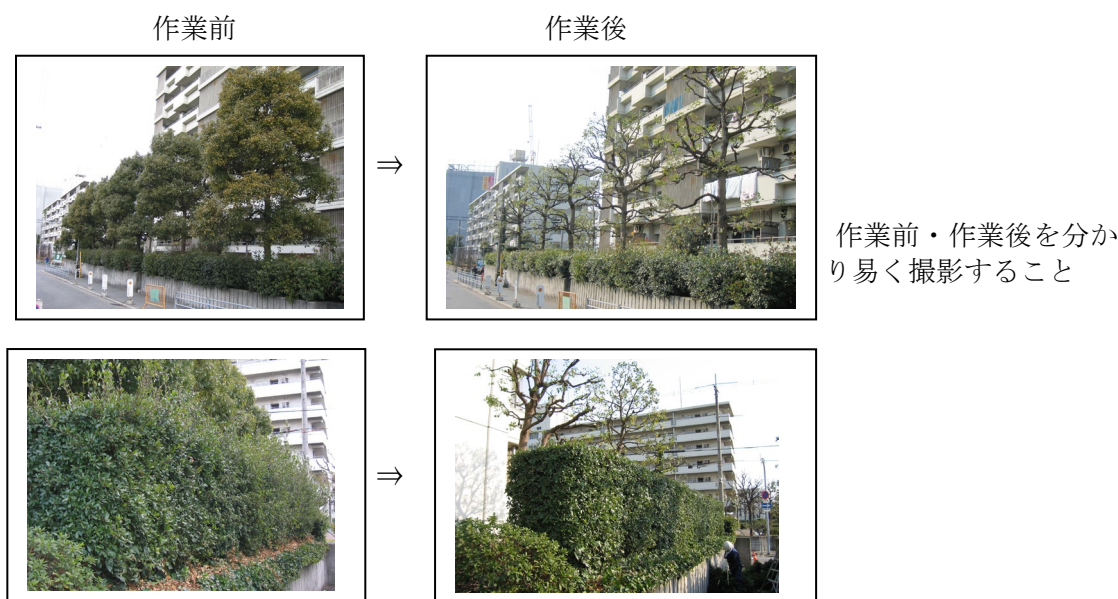 作業前
作業後
⇒
作業前・作業後を分か
り易く撮影すること
⇒